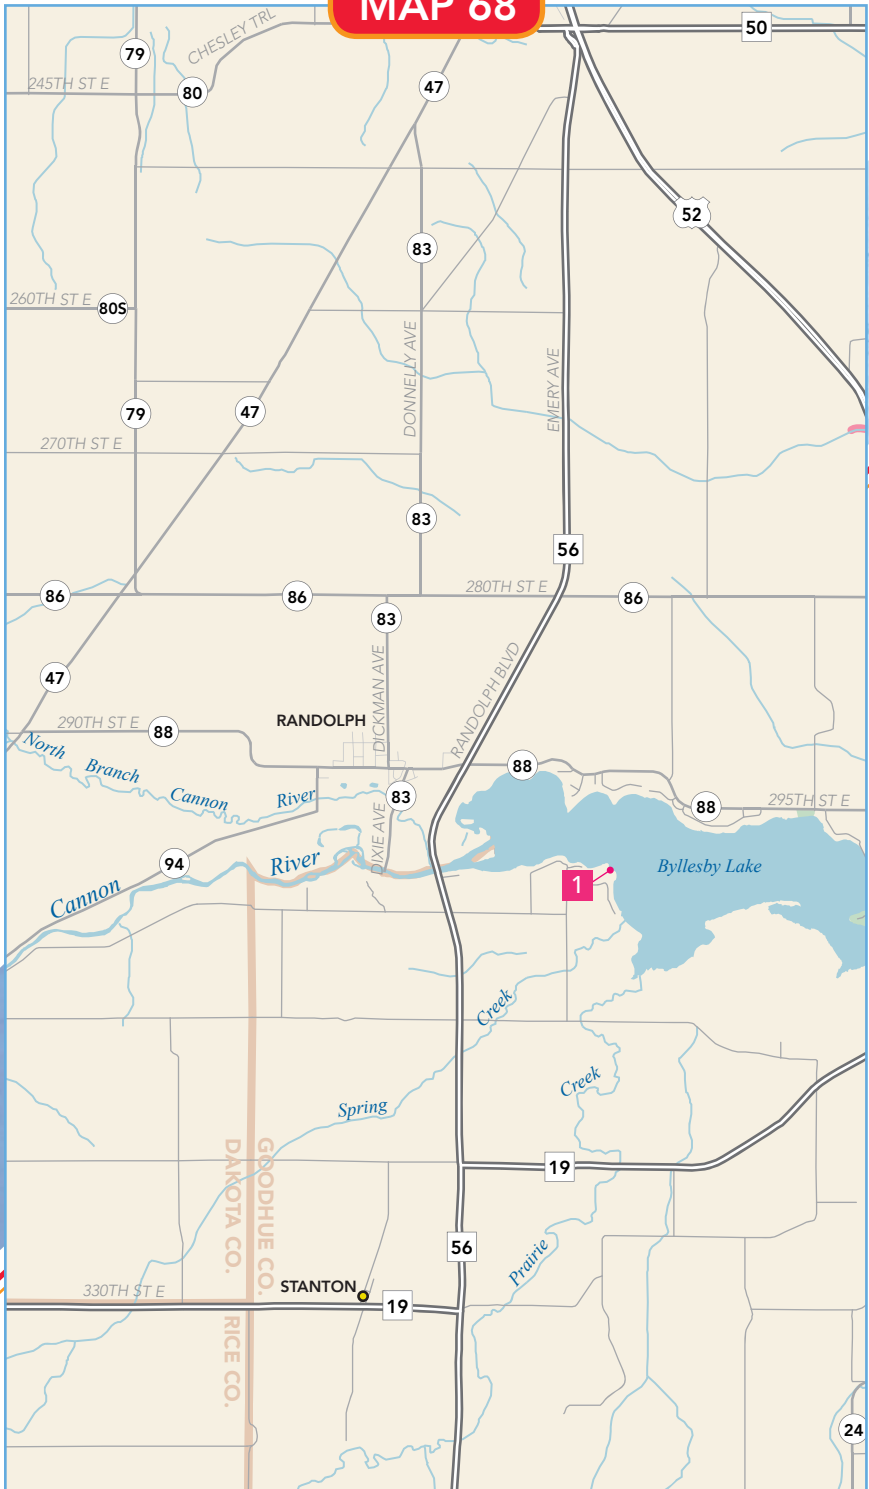 MAP 68
50
79
CHESLEY TRL
245TH ST E
80
47
52
83
260TH ST E
80S
DONNELLY AVE
EMERY AVE
79
47
270TH ST E
83
56
280TH ST E
86
86
86
83
47
DICKMAN AVE
RANDOLPH BLVD
RANDOLPH
290TH ST E
88
North Branch Cannon River
88
83
88
295TH ST E
DIXIE AVE
94
Cannon River
Byllesby Lake
1
Spring Creek
Prairie Creek
GOODHUE CO.
DAKOTA CO.
19
56
330TH ST E
STANTON
19
RICE CO.
24